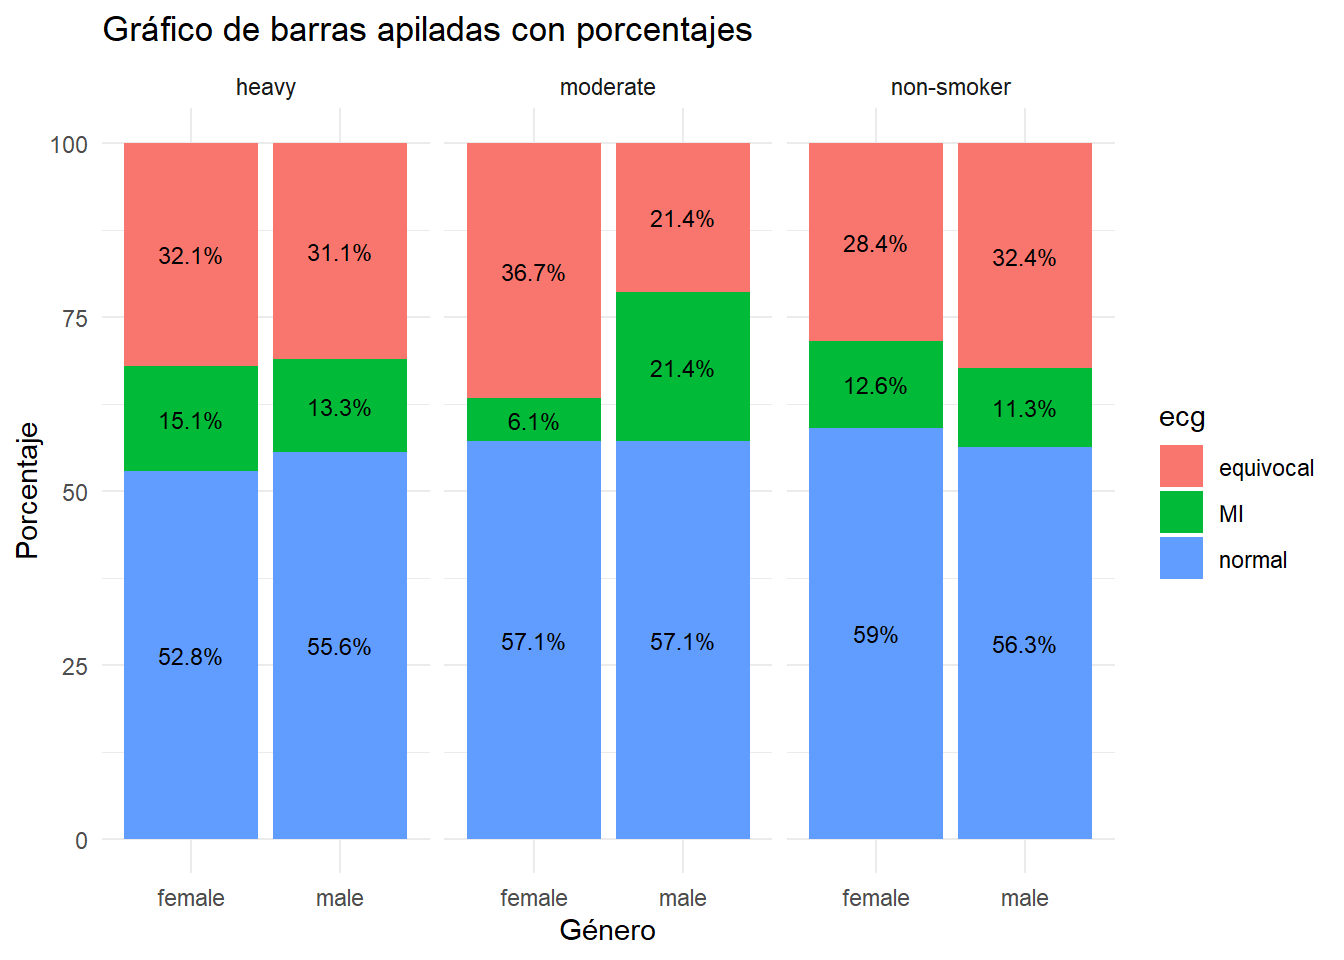 Gráfico de barras apiladas con porcentajes
heavy
moderate
non-smoker
100
75
50
25
0
Porcentaje
32.1%
15.1%
52.8%
31.1%
13.3%
55.6%
36.7%
6.1%
57.1%
21.4%
21.4%
57.1%
28.4%
12.6%
59%
32.4%
11.3%
56.3%
female
male
female
male
female
male
Género
ecg
equivocal
MI
normal